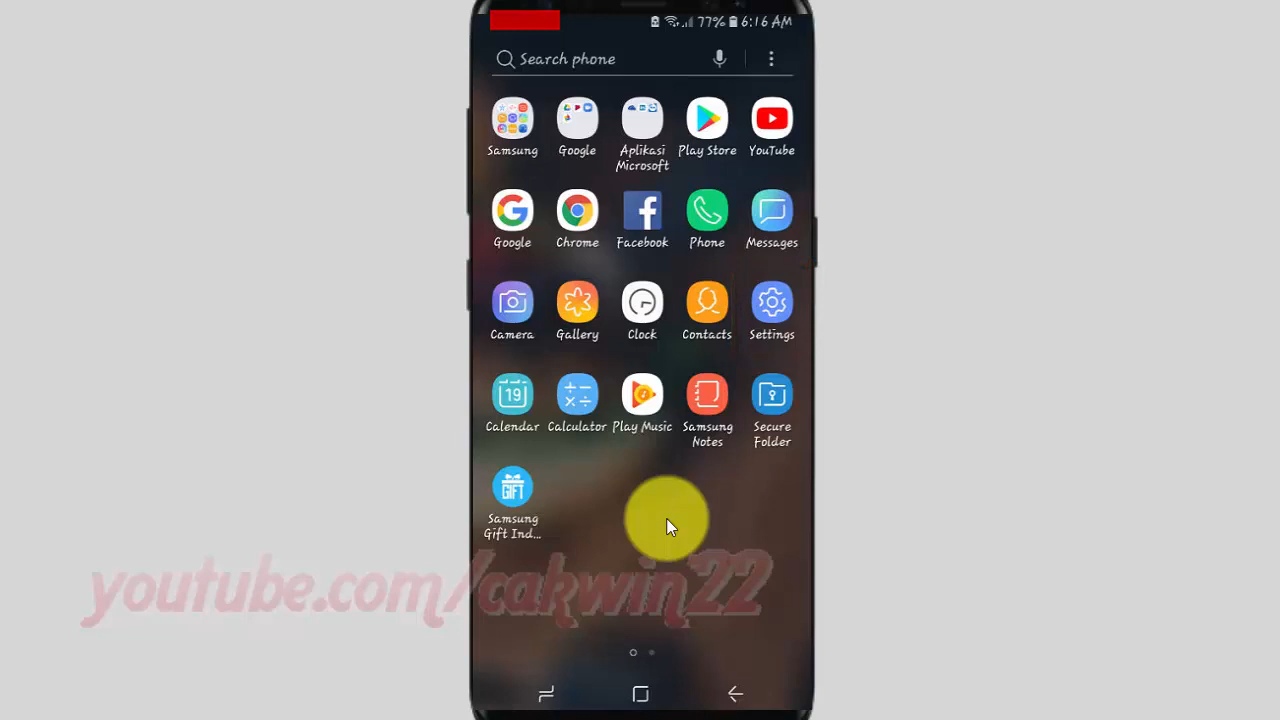 77% 6:16 AM
Search phone
Samsung
Google
Aplikasi
Microsoft
Play Store
YouTube
Google
Chrome
Facebook
Phone
Messages
Camera
Gallery
Clock
Contacts
Settings
19
Calendar
Calculator
Play Music
Samsung
Notes
Secure
Folder
GIFT
Samsung
Gift Ind...
youtube.com/cakwin22